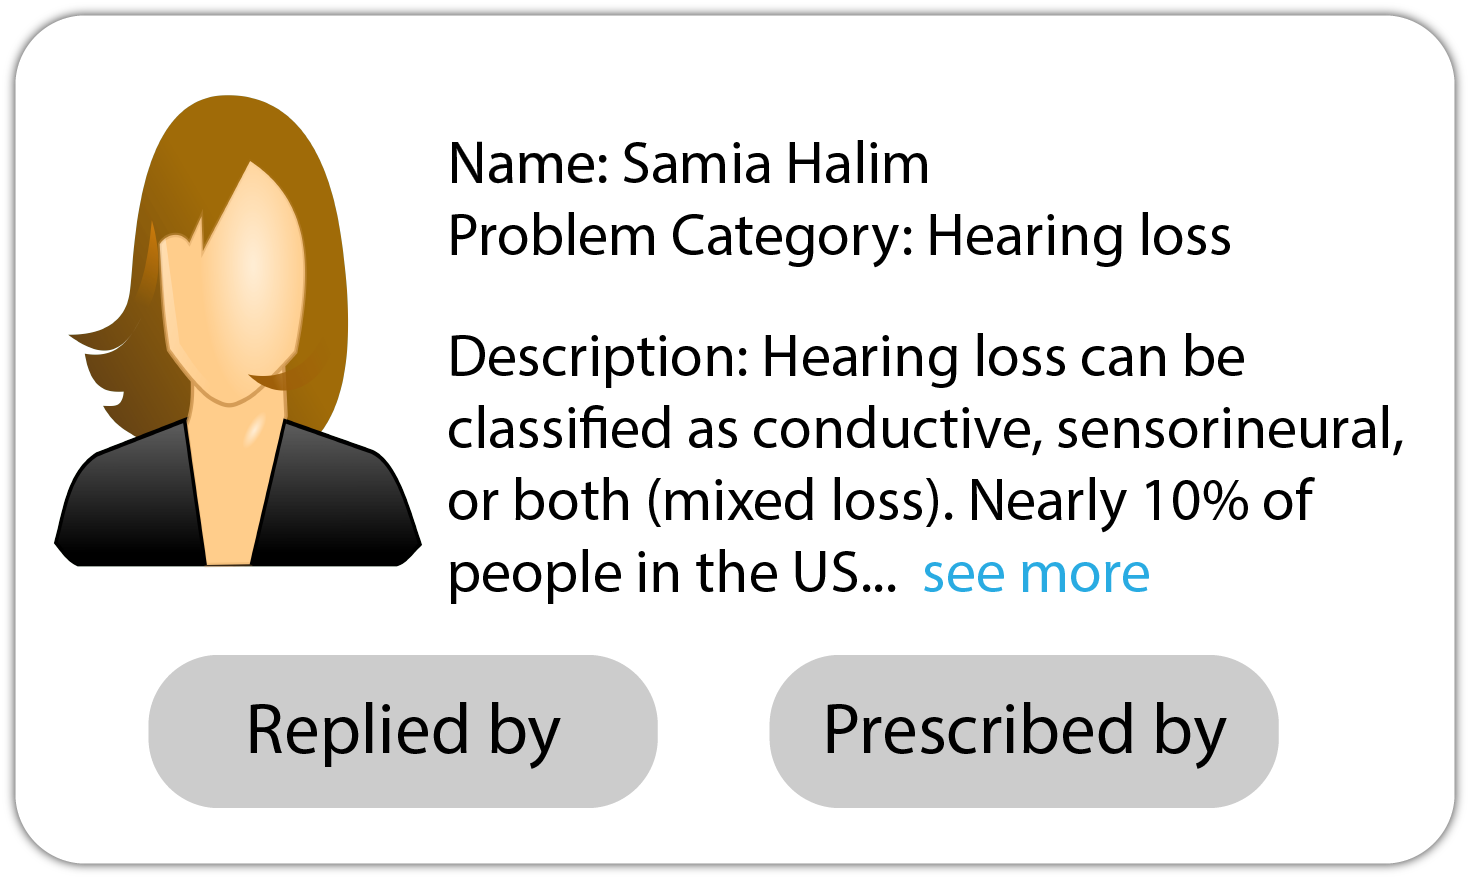 Name: Samia Halim
Problem Category: Hearing loss
Description: Hearing loss can be
classified as conductive, sensorineural,
or both (mixed loss). Nearly 10% of
people in the US... see more
Replied by
Prescribed by